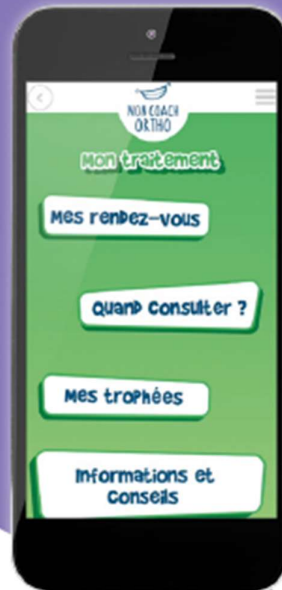 MON COACH
ORTHO
Mon traitement
Mes rendez-vous
Quand consulter ?
Mes trophées
Informations et
Conseils